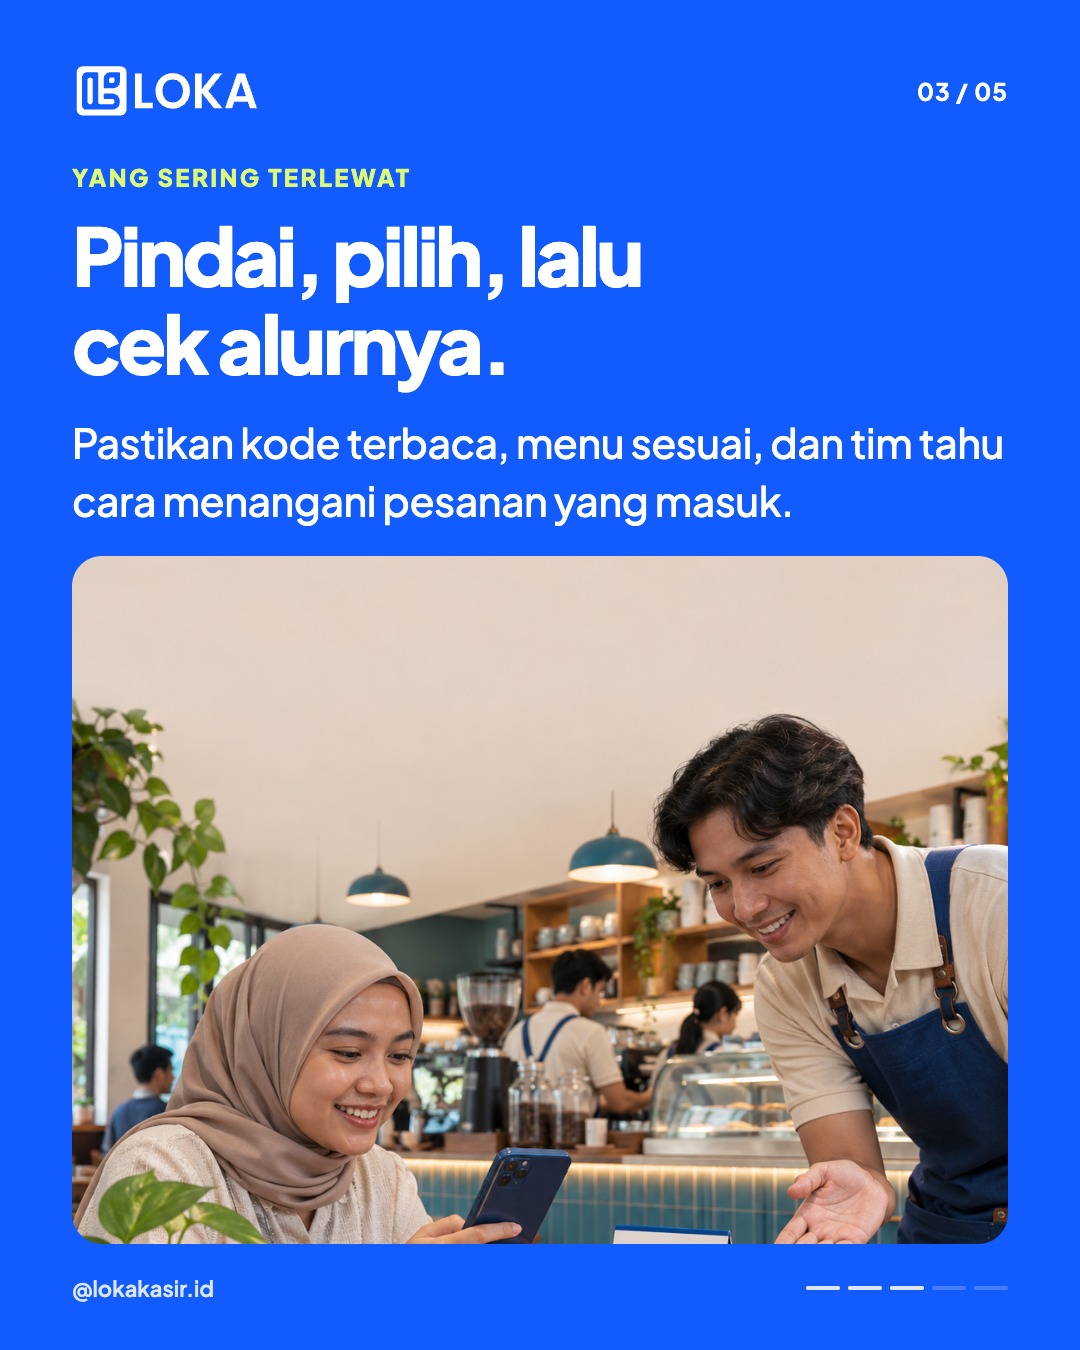 LOKA
03 / 05
YANG SERING TERLEWAT
Pindai, pilih, lalu
cek alurnya.
Pastikan kode terbaca, menu sesuai, dan tim tahu
cara menangani pesanan yang masuk.
@lokakasir.id